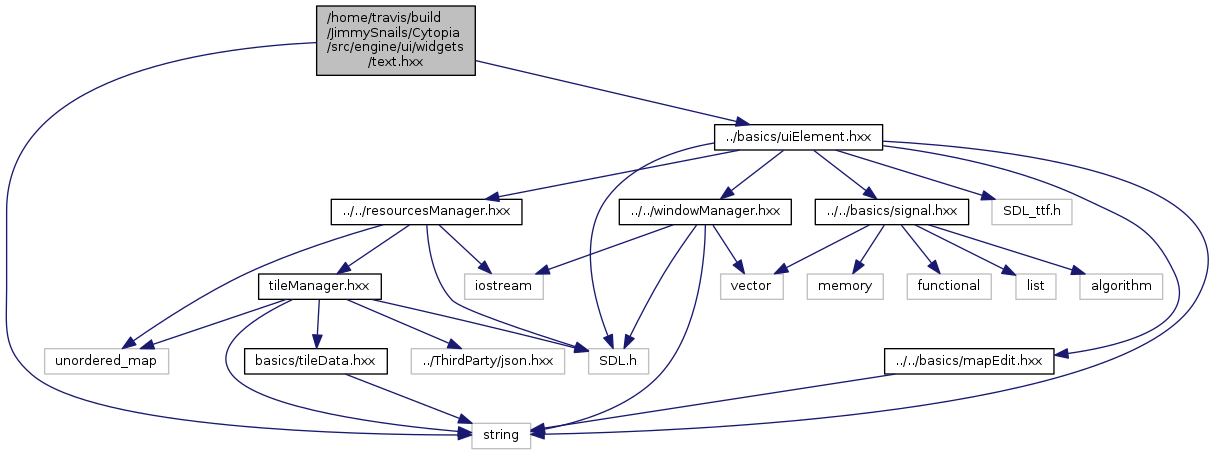 /home/travis/build
/JimmySnails/Cytopia
/src/engine/ui/widgets
/text.hxx
../basics/uiElement.hxx
../../resourcesManager.hxx
../../windowManager.hxx
../../basics/signal.hxx
SDL_ttf.h
tileManager.hxx
iostream
vector
memory
functional
list
algorithm
unordered_map
basics/tileData.hxx
../ThirdParty/json.hxx
SDL.h
../../basics/mapEdit.hxx
string